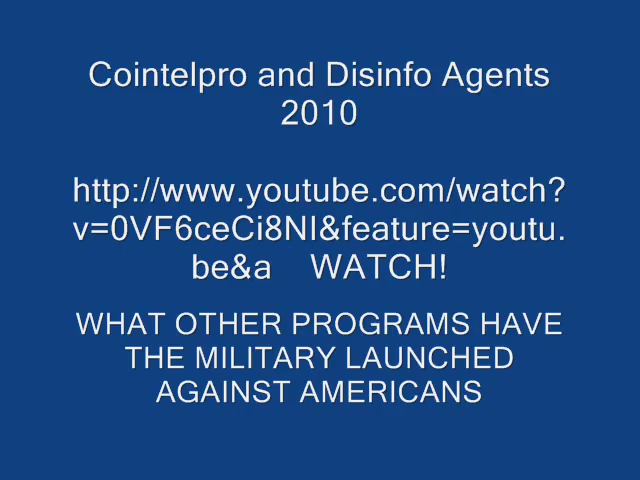 Cointelpro and Disinfo Agents
2010
http://www.youtube.com/watch?
v=0VF6ceCi8NI&feature=youtu.
be&a    WATCH!
WHAT OTHER PROGRAMS HAVE
THE MILITARY LAUNCHED
AGAINST AMERICANS